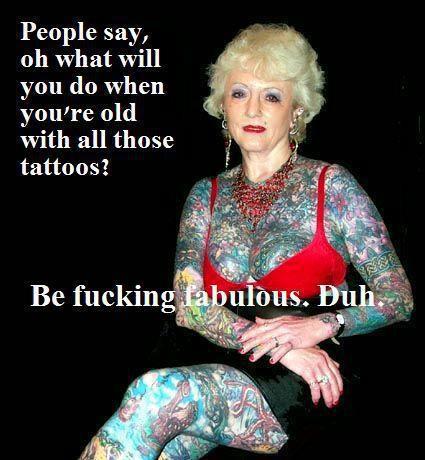 People say,
oh what will
you do when
you're old
with all those
tattoos?
Be fucking fabulous. Duh.